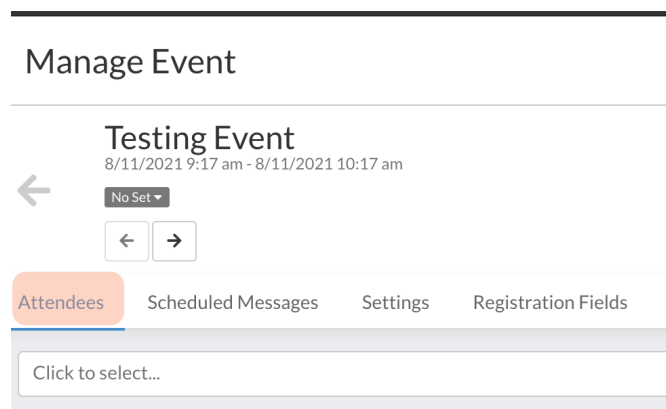 Manage Event
Testing Event
8/11/2021 9:17 am - 8/11/2021 10:17 am
No Set
Attendees Scheduled Messages Settings Registration Fields
Click to select...